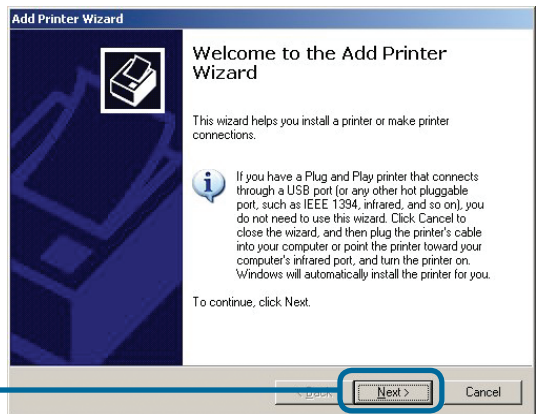 Add Printer Wizard
Welcome to the Add Printer
Wizard
This wizard helps you install a printer or make printer
connections.
If you have a Plug and Play printer that connects
through a USB port (or any other hot pluggable
port, such as IEEE 1394, infrared, and so on), you
do not need to use this wizard. Click Cancel to
close the wizard, and then plug the printer's cable
into your computer or point the printer toward your
computer's infrared port, and turn the printer on.
Windows will automatically install the printer for you.
To continue, click Next.
< Back
Next >
Cancel